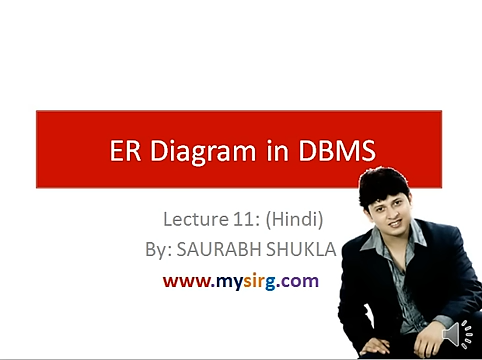 ER Diagram in DBMS
Lecture 11: (Hindi)
By: SAURABH SHUKLA
www.mysirg.com